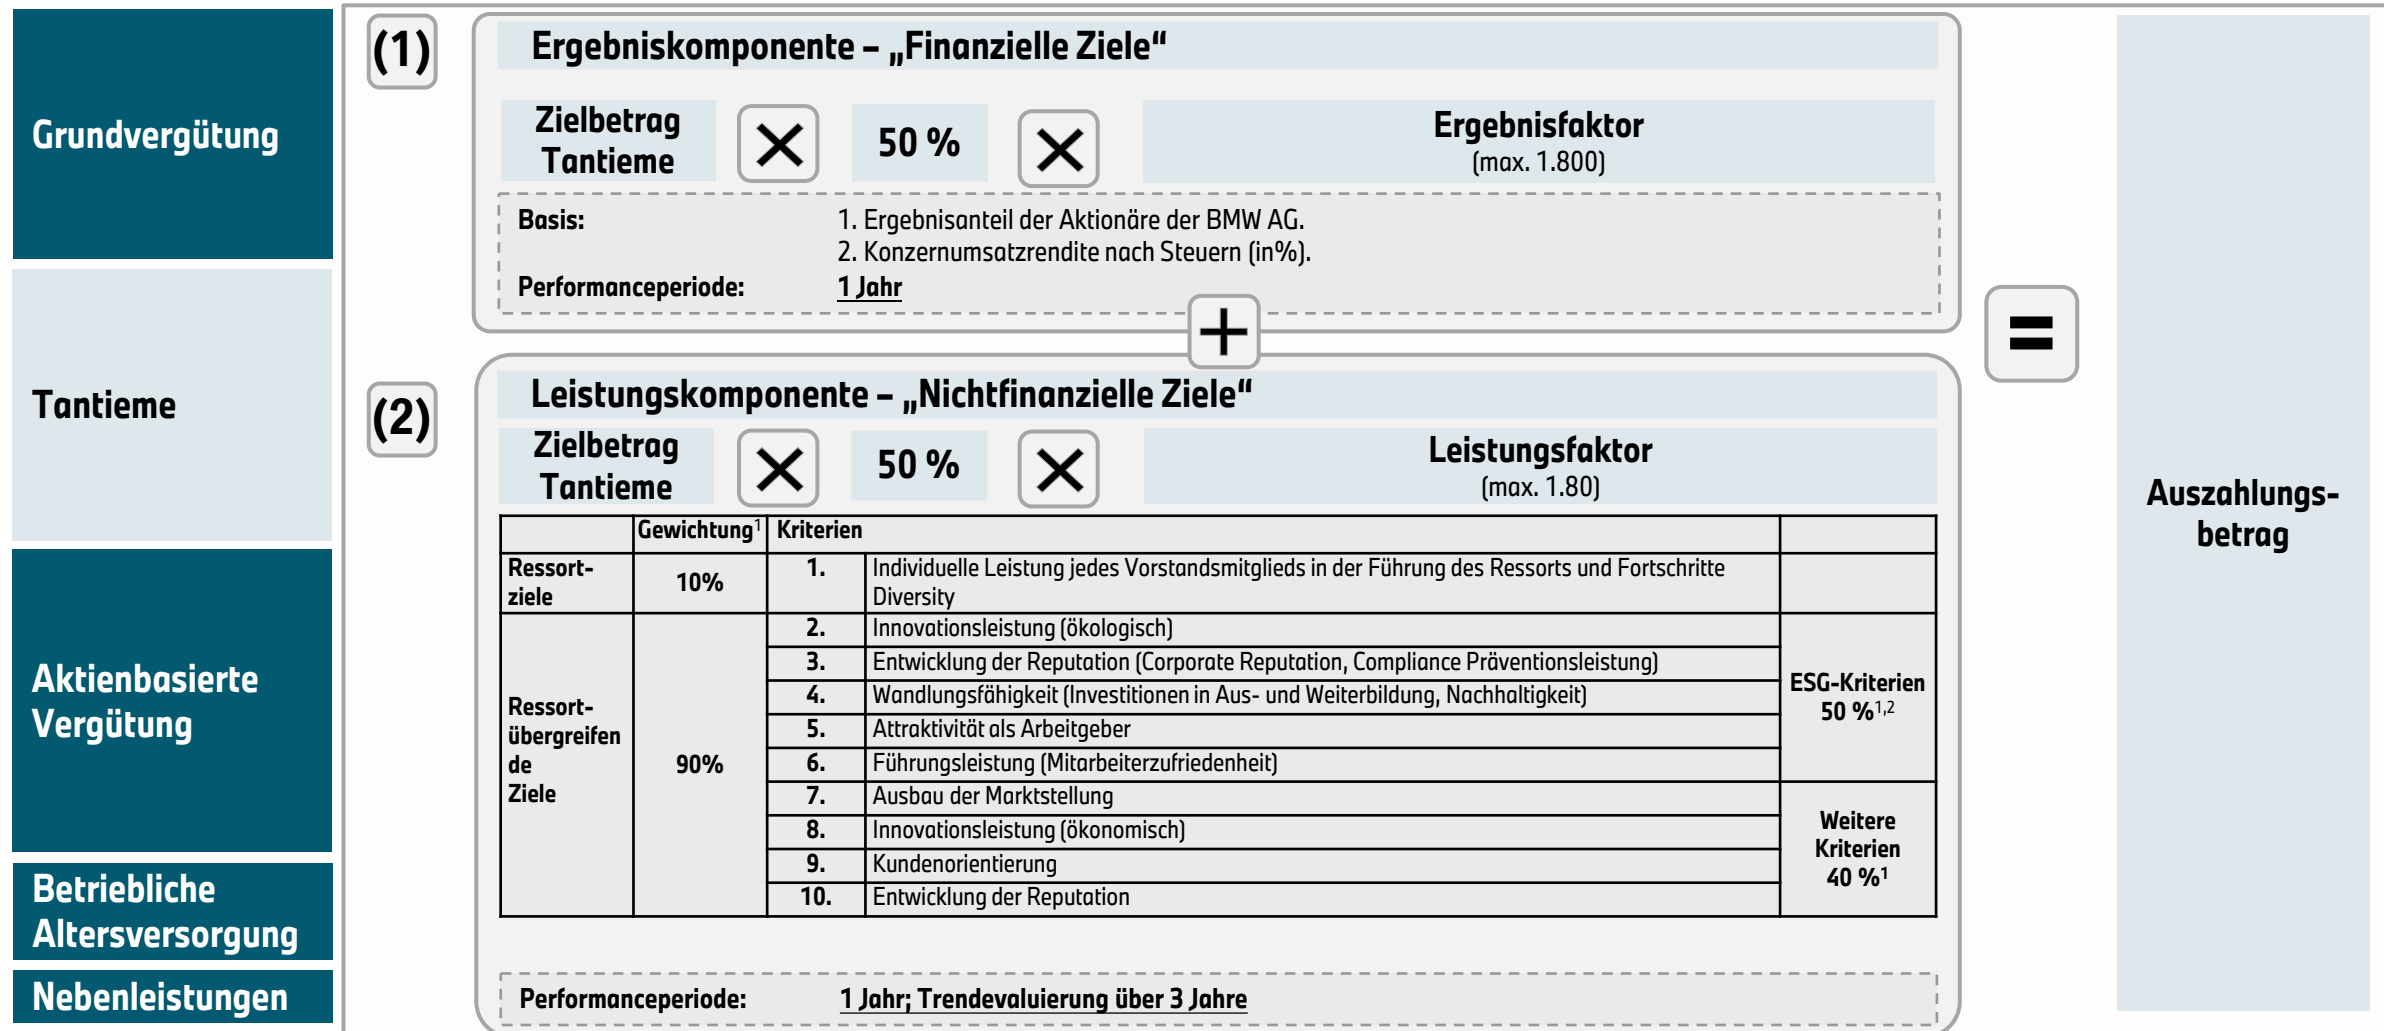 Grundvergütung
Tantieme
Aktienbasierte
Vergütung
Betriebliche
Altersversorgung
Nebenleistungen
(1)
Ergebniskomponente – „Finanzielle Ziele“
Zielbetrag
Tantieme
×
50 %
×
Ergebnisfaktor
(max. 1.800)
Basis: 1. Ergebnisanteil der Aktionäre der BMW AG.
2. Konzernumsatzrendite nach Steuern (in%).
Performanceperiode: 1 Jahr
+
(2)
Leistungskomponente – „Nichtfinanzielle Ziele“
Zielbetrag
Tantieme
×
50 %
×
Leistungsfaktor
(max. 1.80)
Gewichtung¹ Kriterien
Ressort-
ziele
10%
1. Individuelle Leistung jedes Vorstandsmitglieds in der Führung des Ressorts und Fortschritte
Diversity
Ressort-
übergreifen
de
Ziele
90%
2. Innovationsleistung (ökologisch)
3. Entwicklung der Reputation (Corporate Reputation, Compliance Präventionsleistung)
4. Wandlungsfähigkeit (Investitionen in Aus- und Weiterbildung, Nachhaltigkeit)
5. Attraktivität als Arbeitgeber
6. Führungsleistung (Mitarbeiterzufriedenheit)
ESG-Kriterien
50 %¹,²
7. Ausbau der Marktstellung
8. Innovationsleistung (ökonomisch)
9. Kundenorientierung
10. Entwicklung der Reputation
Weitere
Kriterien
40 %¹
Performanceperiode: 1 Jahr; Trendevaluierung über 3 Jahre
=
Auszahlungs-
betrag